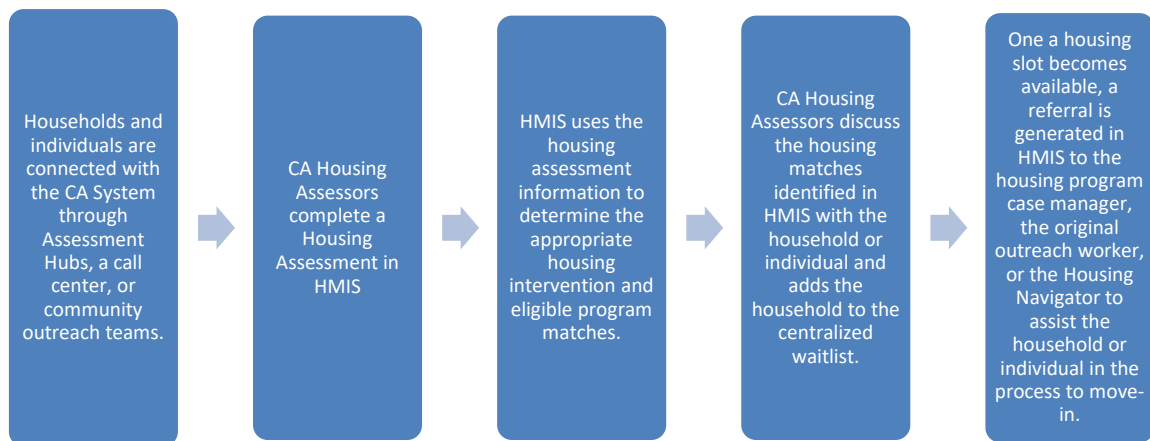 Households and
individuals are
connected with
the CA System
through
Assessment
Hubs, a call
center, or
community
outreach teams.
CA Housing
Assessors
complete a
Housing
Assessment in
HMIS
HMIS uses the
housing
assessment
information to
determine the
appropriate
housing
intervention and
eligible program
matches.
CA Housing
Assessors discuss
the housing
matches
identified in
HMIS with the
household or
individual and
adds the
household to the
centralized
waitlist.
One a housing
slot becomes
available, a
referral is
generated in
HMIS to the
housing program
case manager,
the original
outreach worker,
or the Housing
Navigator to
assist the
household or
individual in the
process to move-
in.